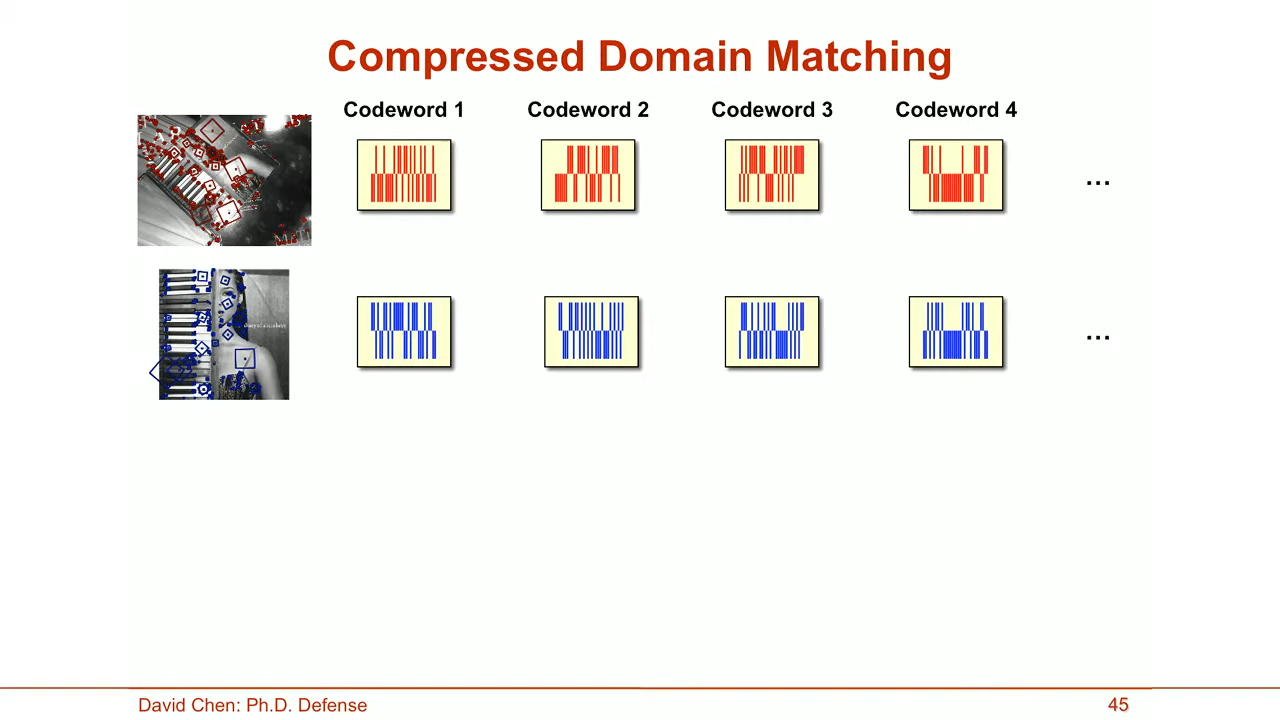 Compressed Domain Matching
Codeword 1 Codeword 2 Codeword 3 Codeword 4
...
...
David Chen: Ph.D. Defense 45